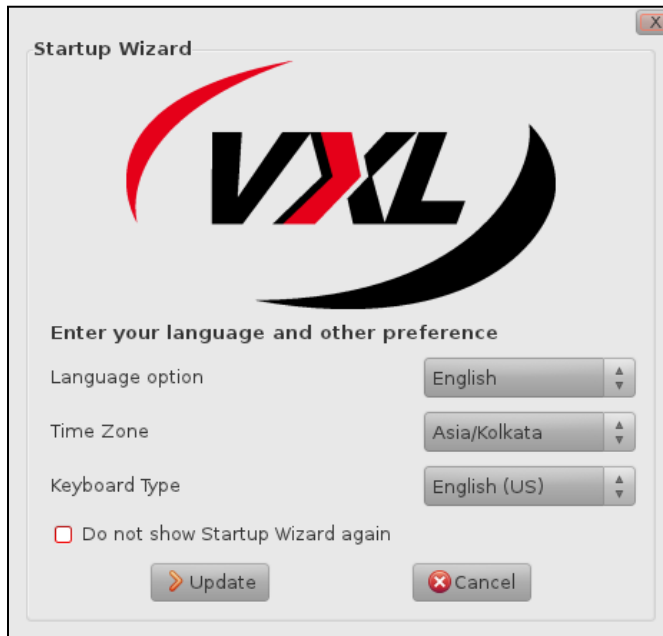 X
Startup Wizard
VXL
Enter your language and other preference
Language option English
Time Zone Asia/Kolkata
Keyboard Type English (US)
Do not show Startup Wizard again
Update Cancel